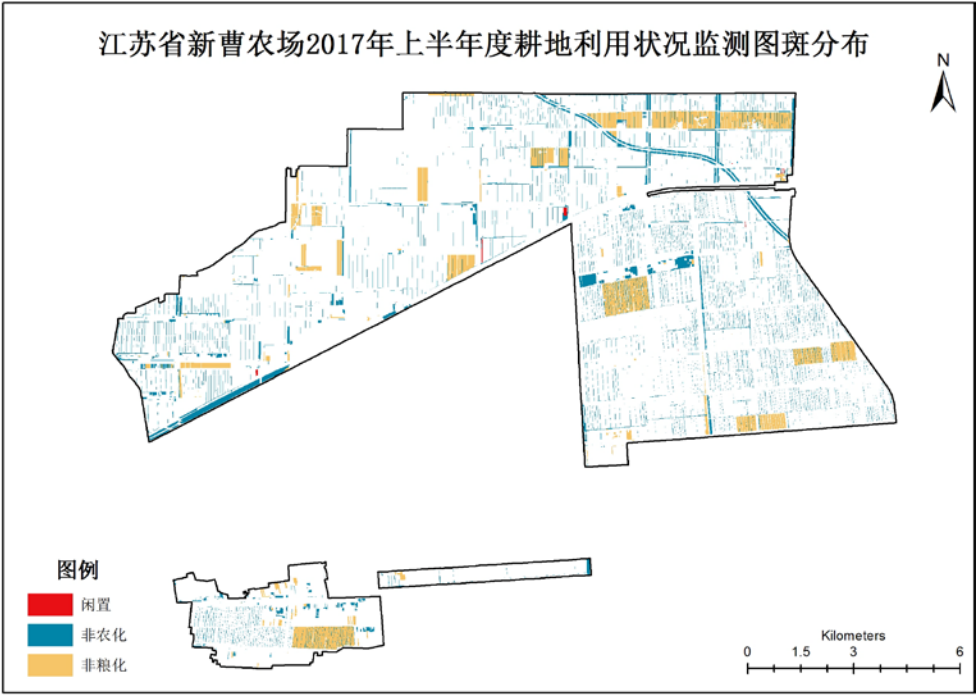 江苏省新曹农场2017年上半年度耕地利用状况监测图斑分布
N
图例
闲置
非农化
非粮化
Kilometers
0 1.5 3 6